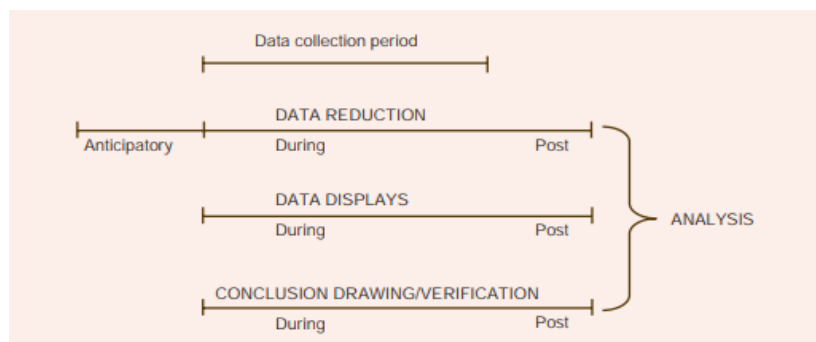 Data collection period
DATA REDUCTION
Anticipatory During Post
DATA DISPLAYS
During Post
ANALYSIS
CONCLUSION DRAWING/VERIFICATION
During Post